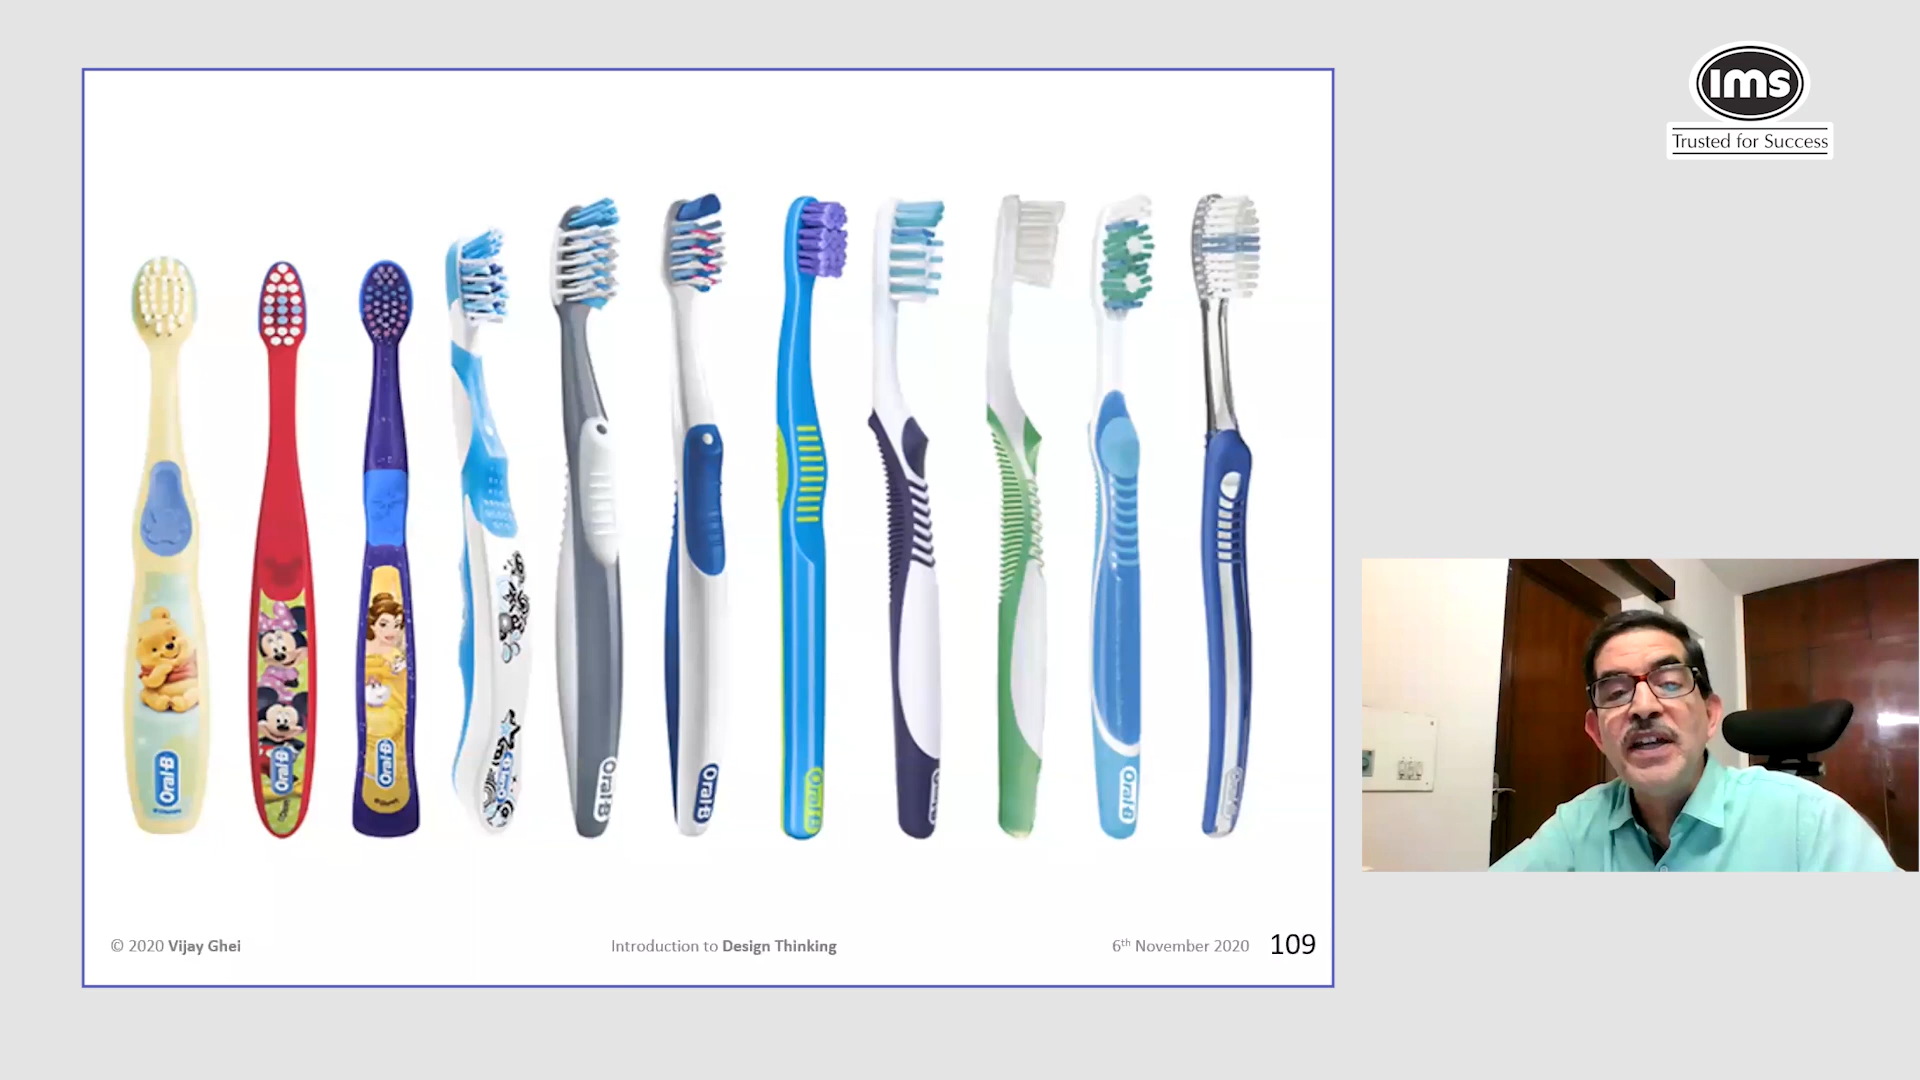 ims
Trusted for Success
Oral-B
Oral-B
Oral-B
Oral-B
Oral-B
Oral-B
Oral-B
© 2020 Vijay Ghei
Introduction to Design Thinking
6th November 2020
109